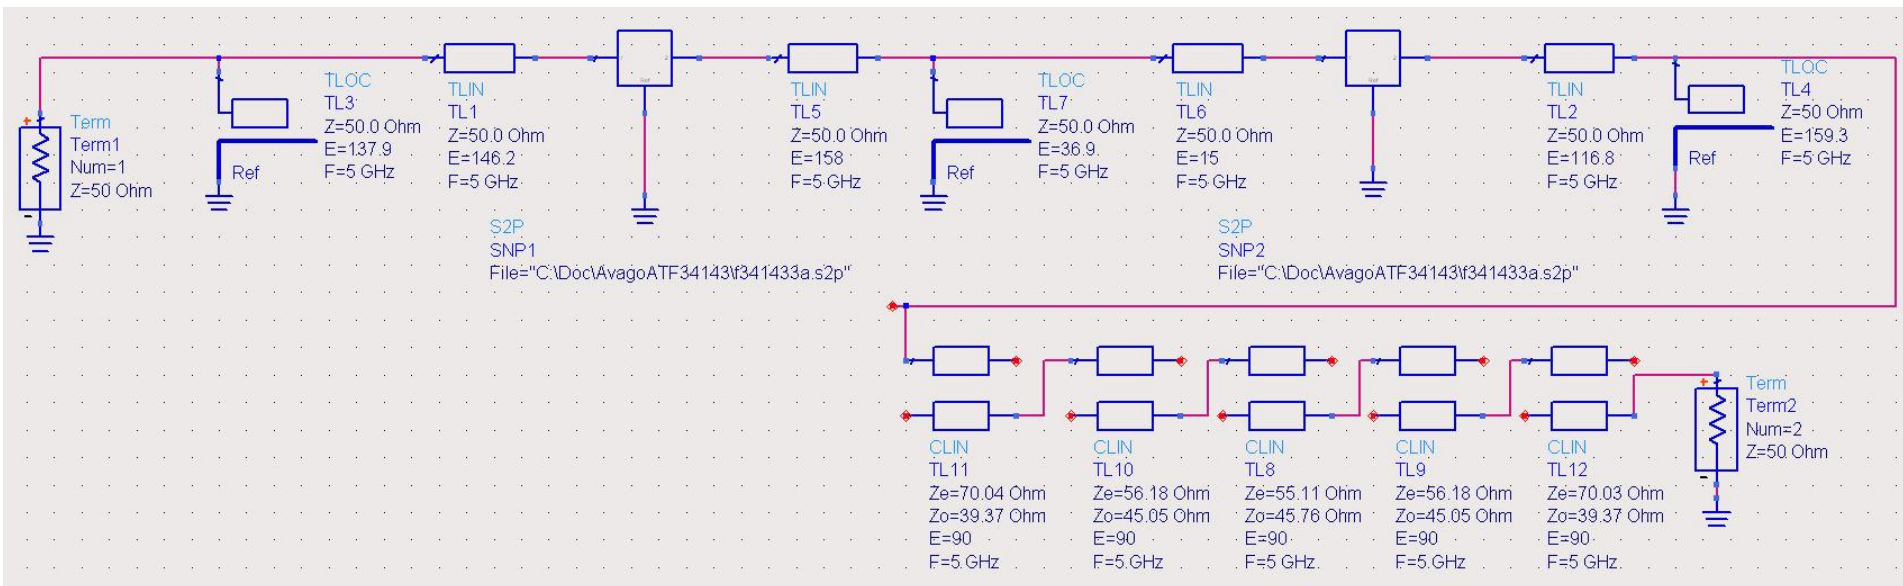 Term
Term1
Num=1
Z=50 Ohm
TLOC
TL3
Z=50.0 Ohm
E=137.9
F=5 GHz
Ref
TLIN
TL1
Z=50.0 Ohm
E=146.2
F=5 GHz
1
2
Ref
S2P
SNP1
File="C:\Doc\AvagoATF34143\f341433a.s2p"
TLIN
TL5
Z=50.0 Ohm
E=158
F=5 GHz
TLOC
TL7
Z=50.0 Ohm
E=36.9
F=5 GHz
Ref
TLIN
TL6
Z=50.0 Ohm
E=15
F=5 GHz
1
2
Ref
S2P
SNP2
File="C:\Doc\AvagoATF34143\f341433a.s2p"
TLIN
TL2
Z=50.0 Ohm
E=116.8
F=5 GHz
TLOC
TL4
Z=50 Ohm
E=159.3
F=5 GHz
Ref
CLIN
TL11
Ze=70.04 Ohm
Zo=39.37 Ohm
E=90
F=5 GHz
CLIN
TL10
Ze=56.18 Ohm
Zo=45.05 Ohm
E=90
F=5 GHz
CLIN
TL8
Ze=55.11 Ohm
Zo=45.76 Ohm
E=90
F=5 GHz
CLIN
TL9
Ze=56.18 Ohm
Zo=45.05 Ohm
E=90
F=5 GHz
CLIN
TL12
Ze=70.03 Ohm
Zo=39.37 Ohm
E=90
F=5 GHz
Term
Term2
Num=2
Z=50 Ohm